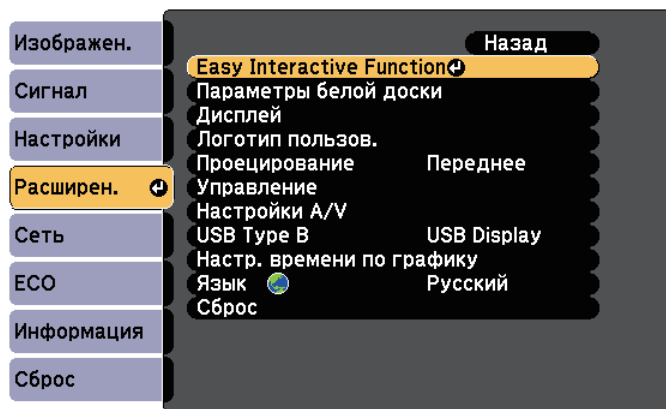 Изображен.
Сигнал
Настройки
Расширен.
Сеть
ECO
Информация
Сброс
Назад
Easy Interactive Function
Параметры белой доски
Дисплей
Логотип пользов.
Проецирование Переднее
Управление
Настройки A/V
USB Type B USB Display
Настр. времени по графику
Язык Русский
Сброс